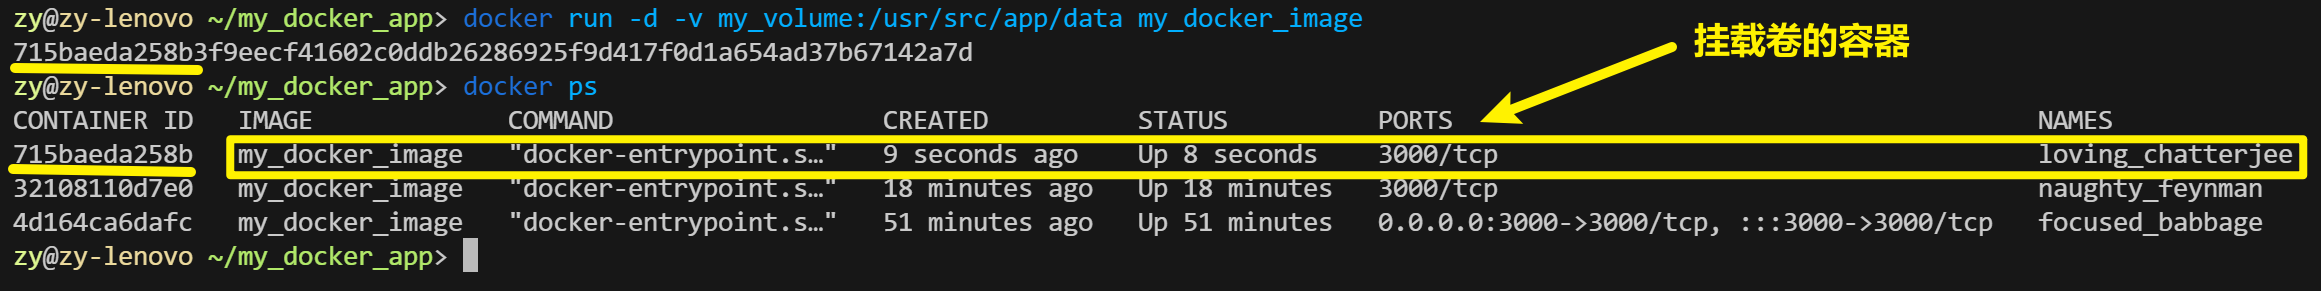 zy@zy-lenovo ~/my_docker_app> docker run -d -v my_volume:/usr/src/app/data my_docker_image
挂载卷的容器
715baeda258b3f9eecf41602c0ddb26286925f9d417f0d1a654ad37b67142a7d
zy@zy-lenovo ~/my_docker_app> docker ps
CONTAINER ID   IMAGE             COMMAND                  CREATED          STATUS          PORTS                                       NAMES
715baeda258b   my_docker_image   "docker-entrypoint.s…"   9 seconds ago    Up 8 seconds    3000/tcp                                    loving_chatterjee
32108110d7e0   my_docker_image   "docker-entrypoint.s…"   18 minutes ago   Up 18 minutes   3000/tcp                                    naughty_feynman
4d164ca6dafc   my_docker_image   "docker-entrypoint.s…"   51 minutes ago   Up 51 minutes   0.0.0.0:3000->3000/tcp, :::3000->3000/tcp   focused_babbage
zy@zy-lenovo ~/my_docker_app>